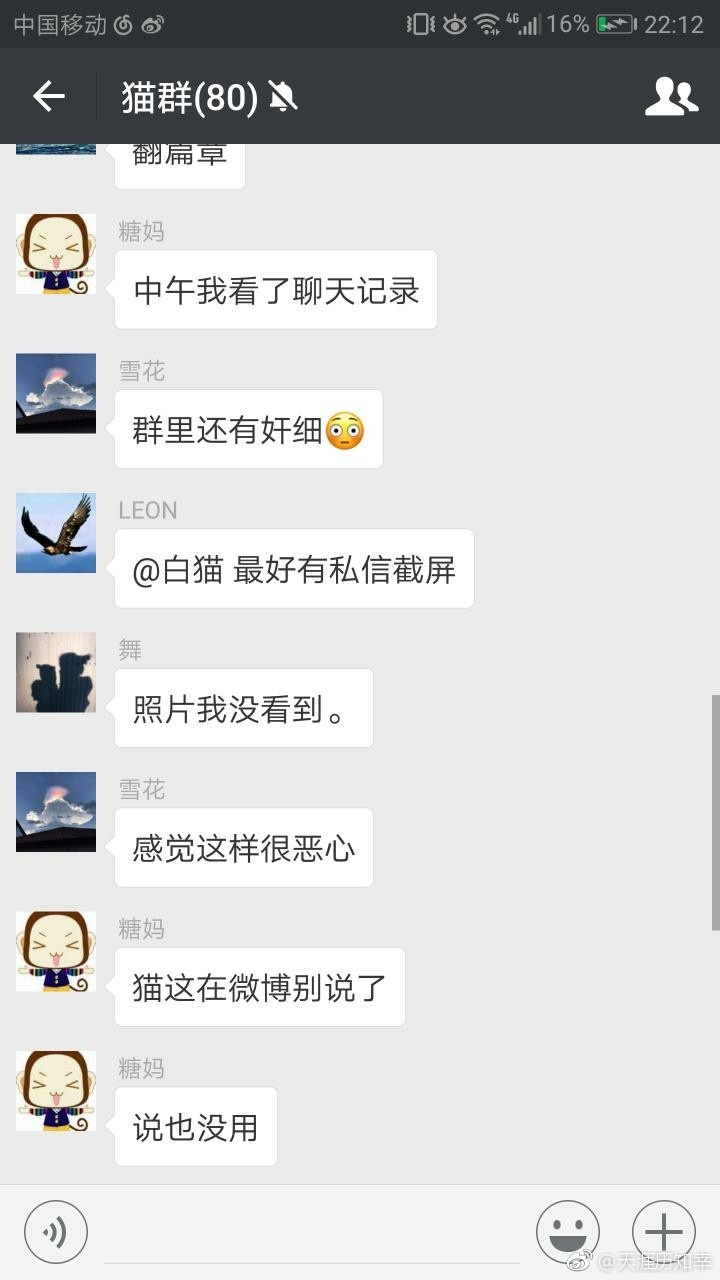 中国移动 4G 16% 22:12
猫群(80)
翻篇章
糖妈
中午我看了聊天记录
雪花
群里还有奸细😳
LEON
@白猫 最好有私信截屏
舞
照片我没看到。
雪花
感觉这样很恶心
糖妈
猫这在微博别说了
糖妈
说也没用
@天涯历知幸